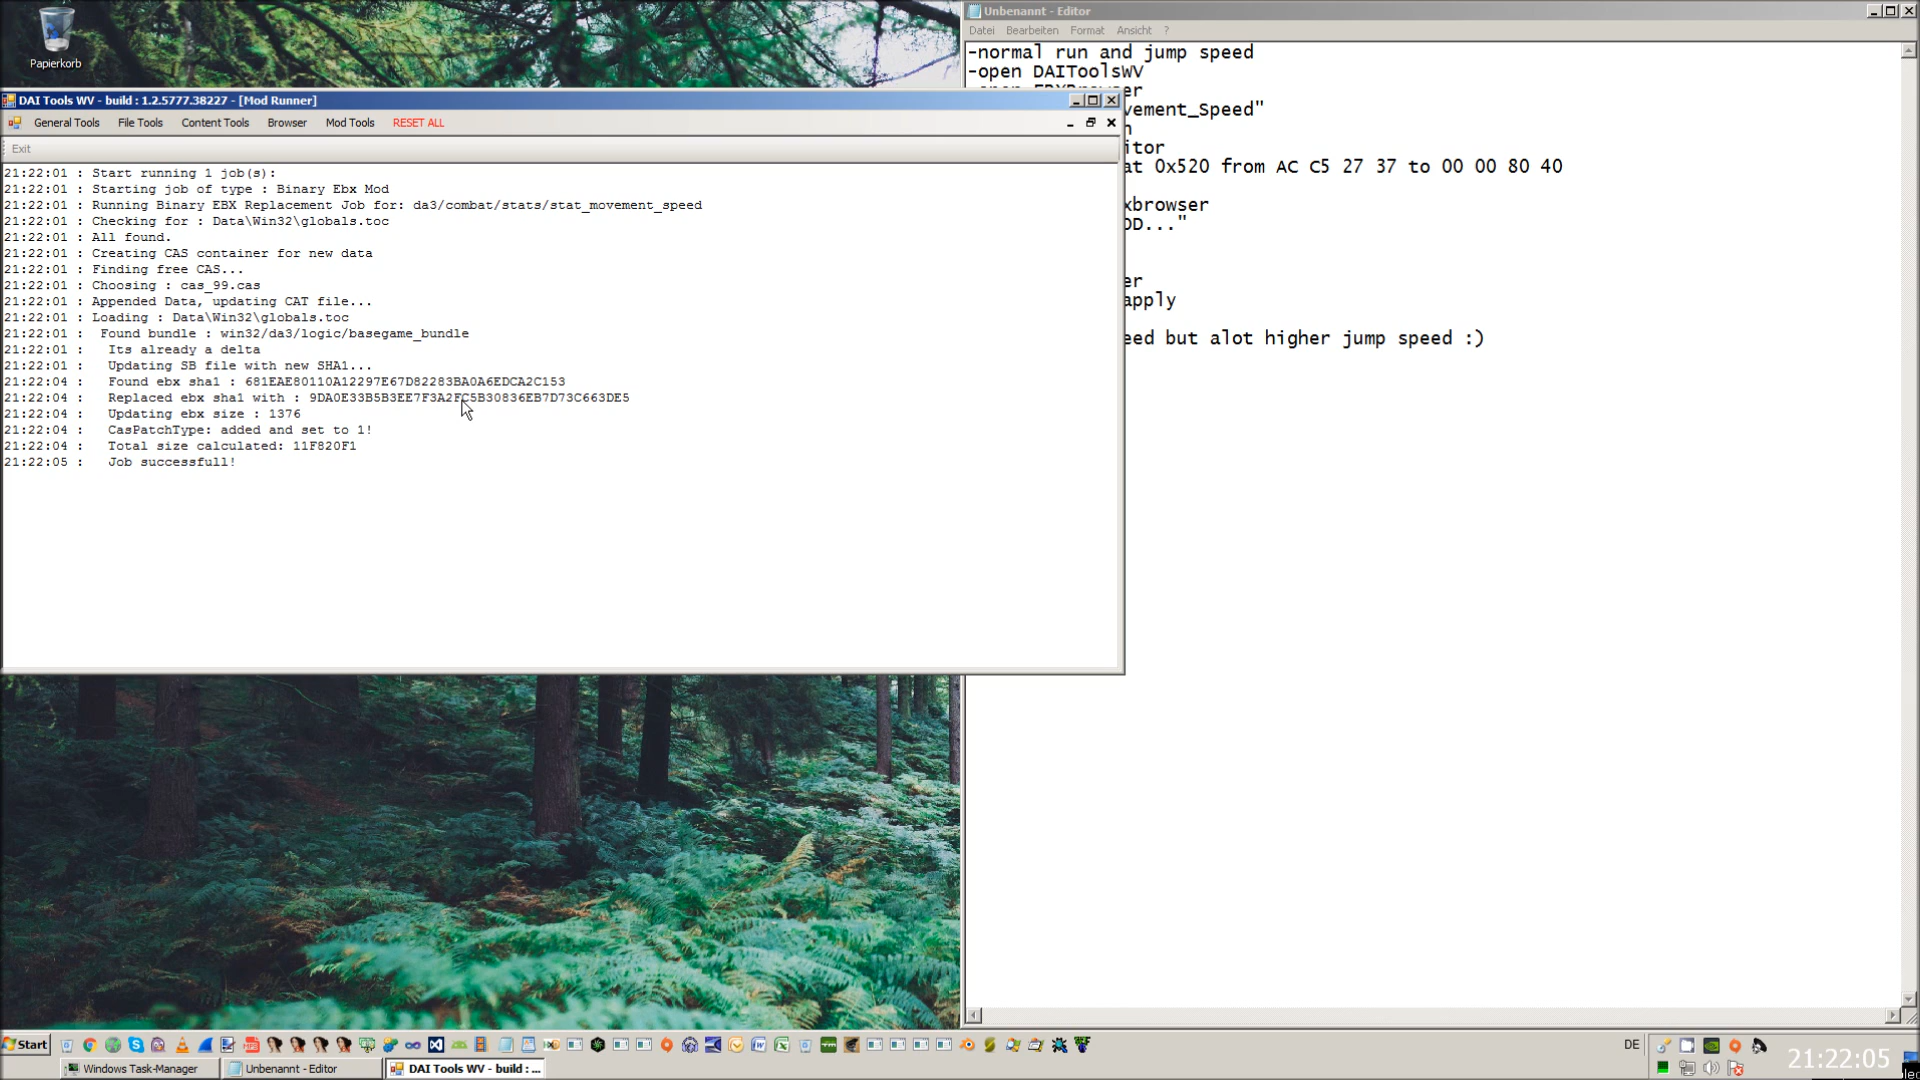 Papierkorb
Unbenannt - Editor
Datei Bearbeiten Format Ansicht ?
-normal run and jump speed
-open DAIToolsWV
vement_Speed"
itor
at 0x520 from AC C5 27 37 to 00 00 80 40
xbrowser
DD..."
er
apply
eed but alot higher jump speed :)
DAI Tools WV - build : 1.2.5777.38227 - [Mod Runner]
General Tools File Tools Content Tools Browser Mod Tools RESET ALL
Exit
21:22:01 : Start running 1 job(s):
21:22:01 : Starting job of type : Binary Ebx Mod
21:22:01 : Running Binary EBX Replacement Job for: da3/combat/stats/stat_movement_speed
21:22:01 : Checking for : Data\Win32\globals.toc
21:22:01 : All found.
21:22:01 : Creating CAS container for new data
21:22:01 : Finding free CAS...
21:22:01 : Choosing : cas_99.cas
21:22:01 : Appended Data, updating CAT file...
21:22:01 : Loading : Data\Win32\globals.toc
21:22:01 : Found bundle : win32/da3/logic/basegame_bundle
21:22:01 : Its already a delta
21:22:01 : Updating SB file with new SHA1...
21:22:04 : Found ebx sha1 : 681EAE80110A12297E67D82283BA0A6EDCA2C153
21:22:04 : Replaced ebx sha1 with : 9DA0E33B5B3EE7F3A2FC5B30836EB7D73C663DE5
21:22:04 : Updating ebx size : 1376
21:22:04 : CasPatchType: added and set to 1!
21:22:04 : Total size calculated: 11F820F1
21:22:05 : Job successfull!
Start
DE
21:22:05
Windows Task-Manager
Unbenannt - Editor
DAI Tools WV - build : ...